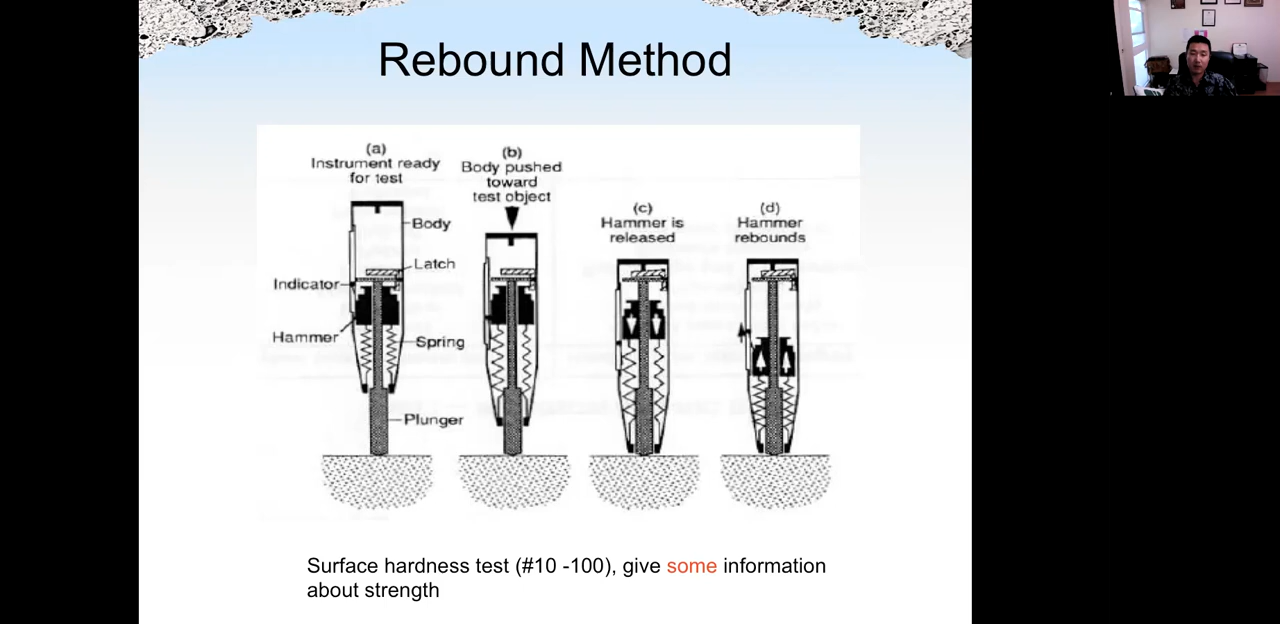 Rebound Method
(a)
Instrument ready
for test
(b)
Body pushed
toward
test object
(c)
Hammer is
released
(d)
Hammer
rebounds
Body
Latch
Indicator
Hammer
Spring
Plunger
Surface hardness test (#10 -100), give some information
about strength